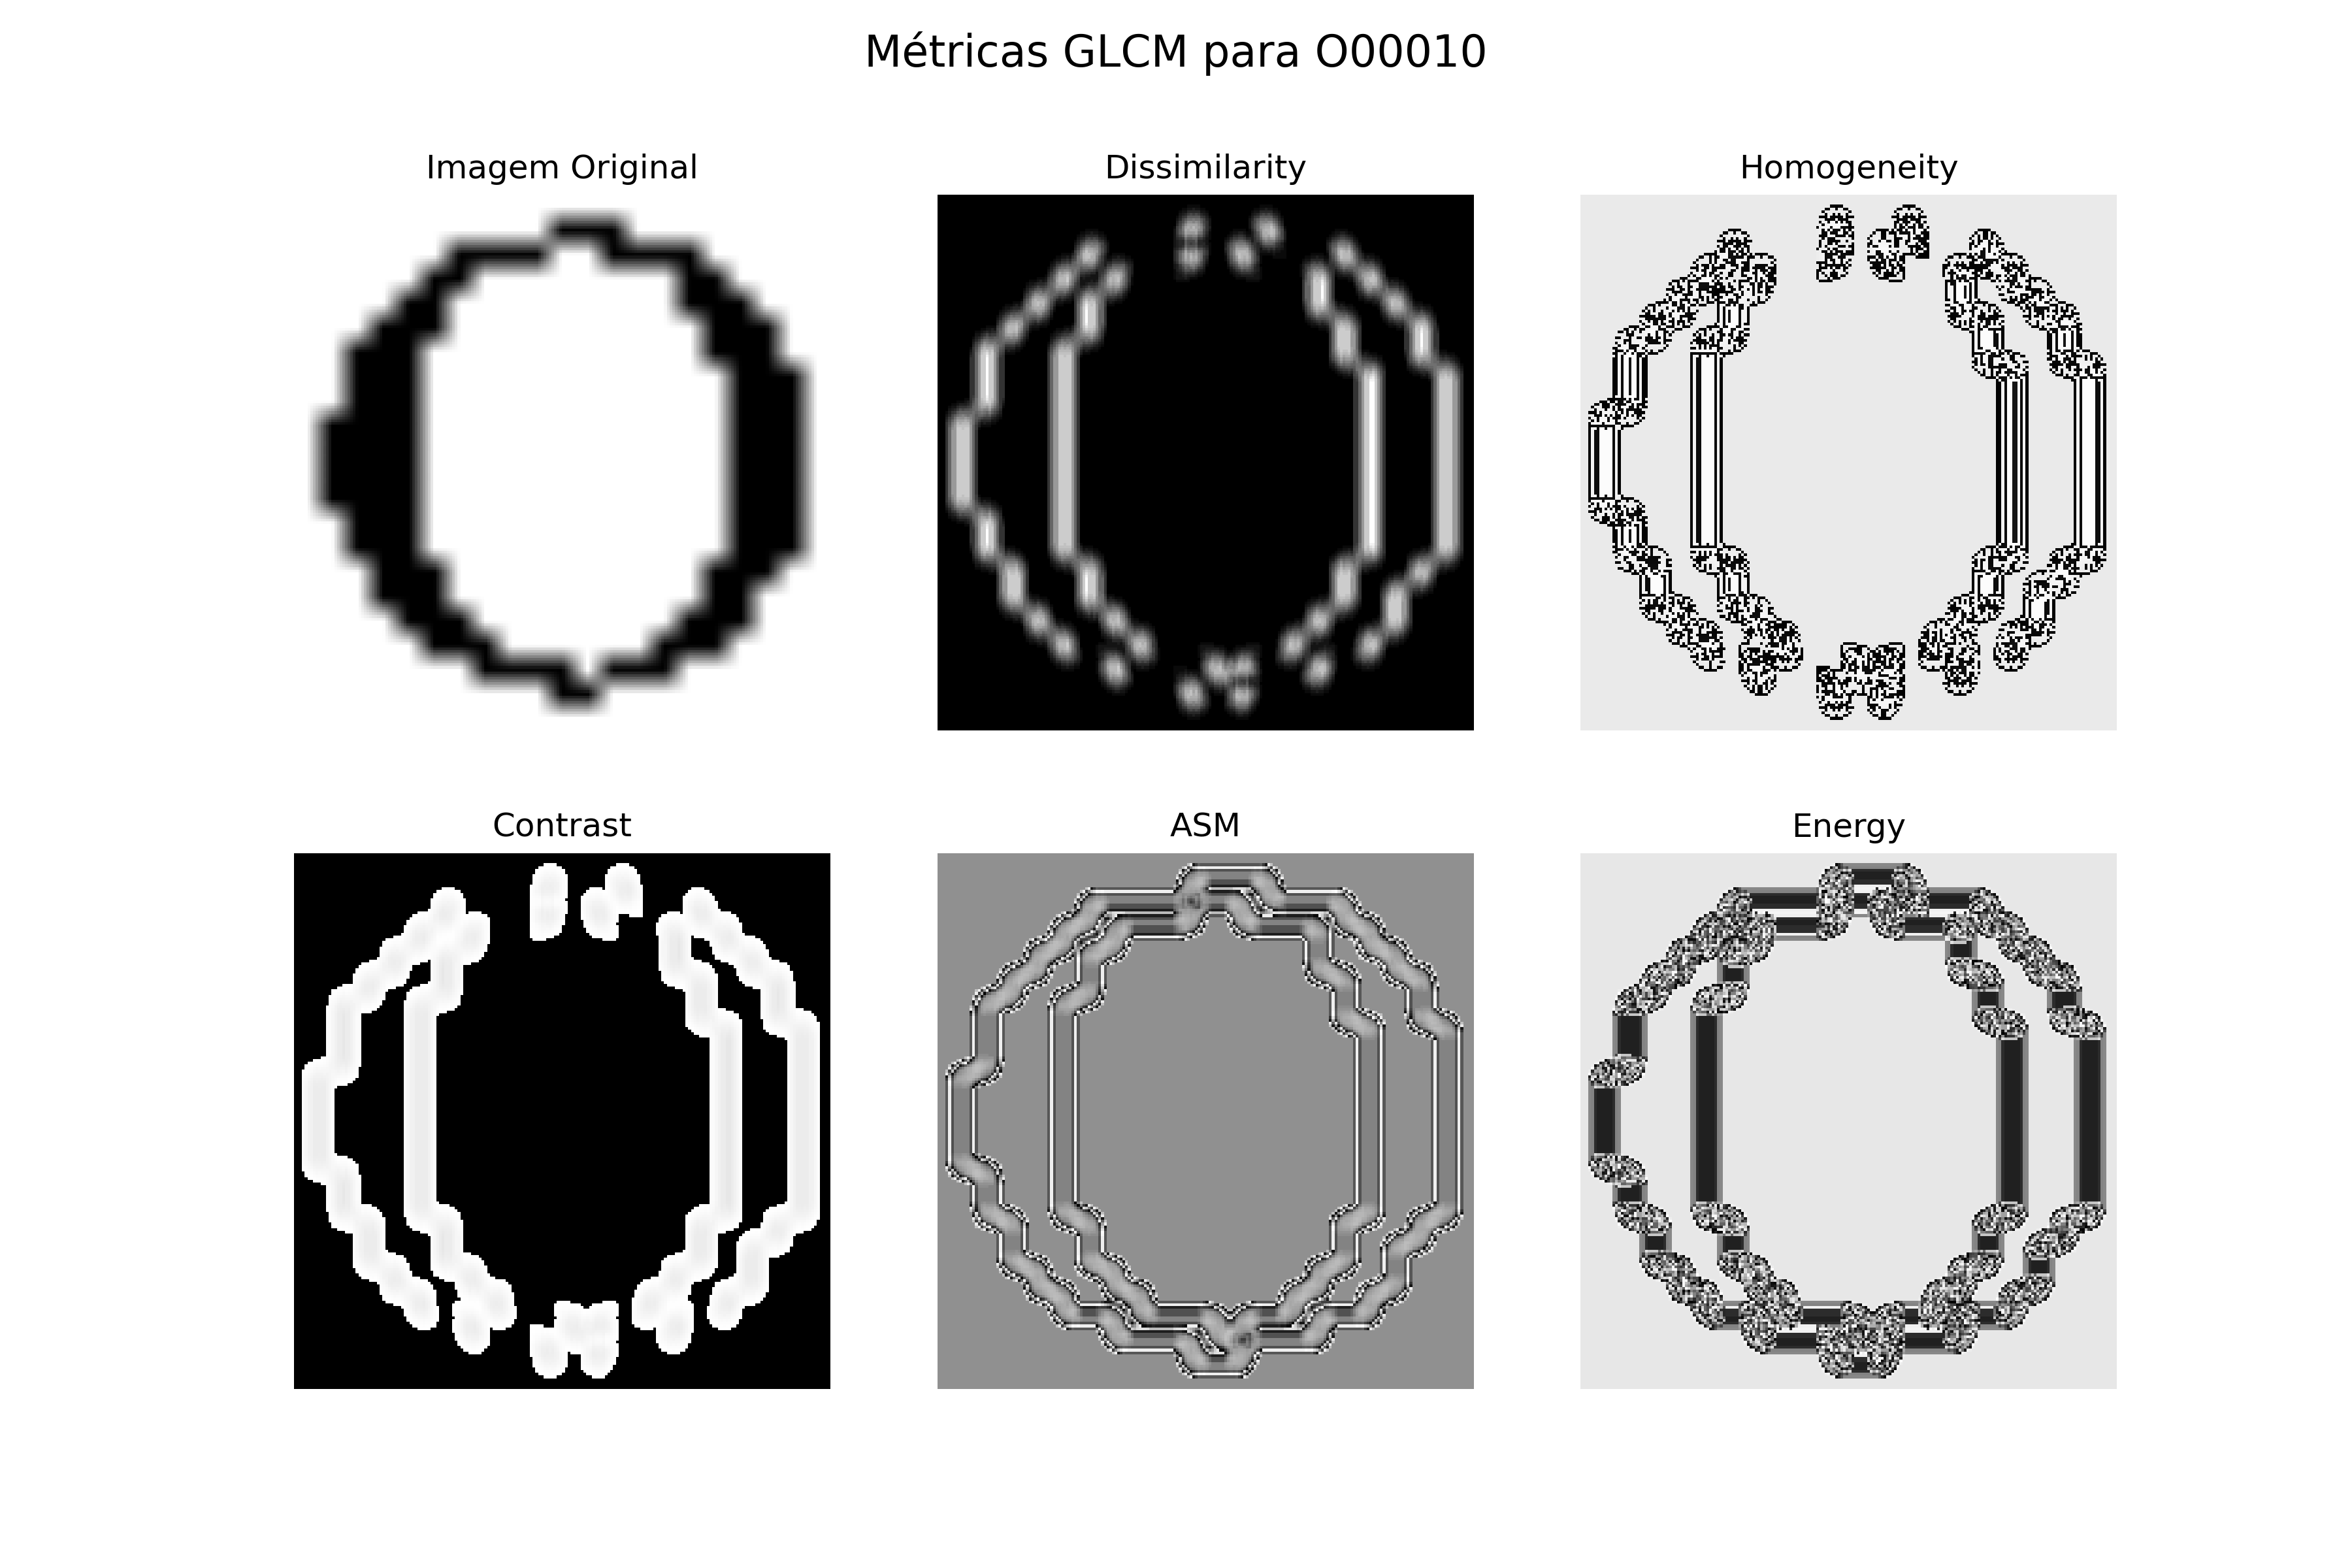 Métricas GLCM para O00010
Imagem Original
Dissimilarity
Homogeneity
Contrast
ASM
Energy